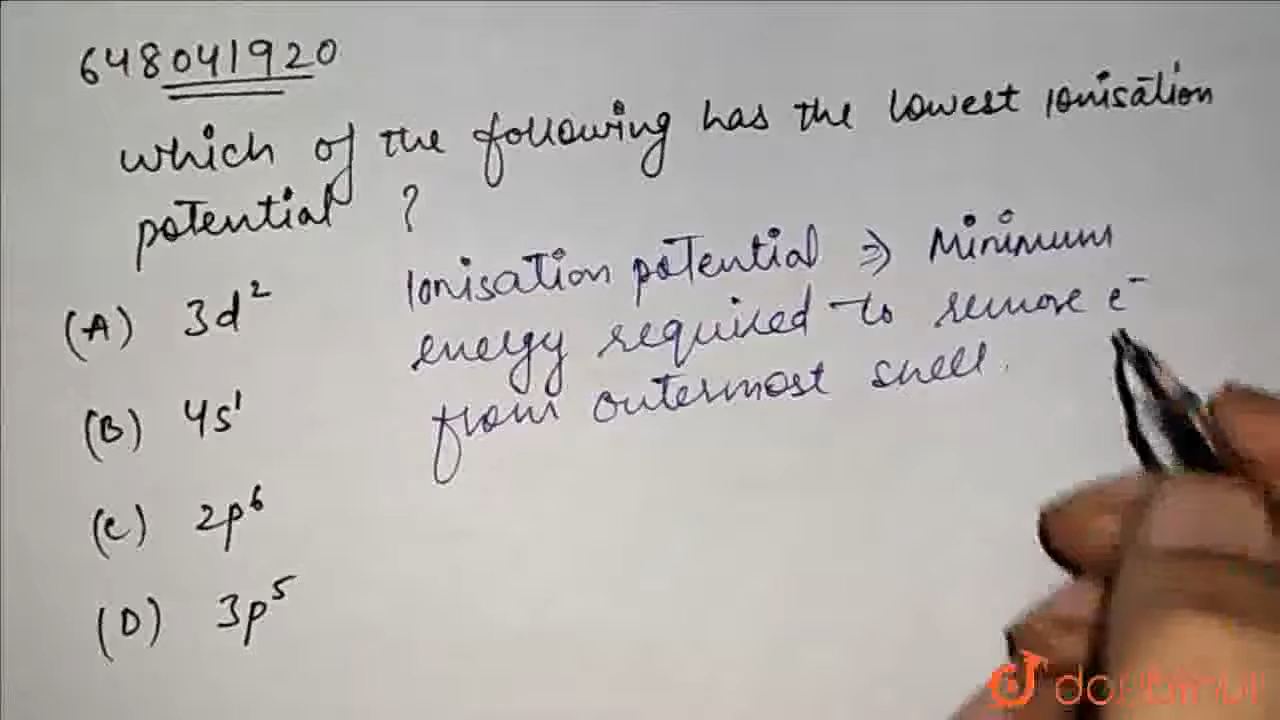 648041920
which of the following has the lowest ionisation
potential ?
Ionisation potential ⇒ Minimum
energy required to remove e⁻
from outermost shell.
(A) 3d²
(B) 4s¹
(C) 2p⁶
(D) 3p⁵